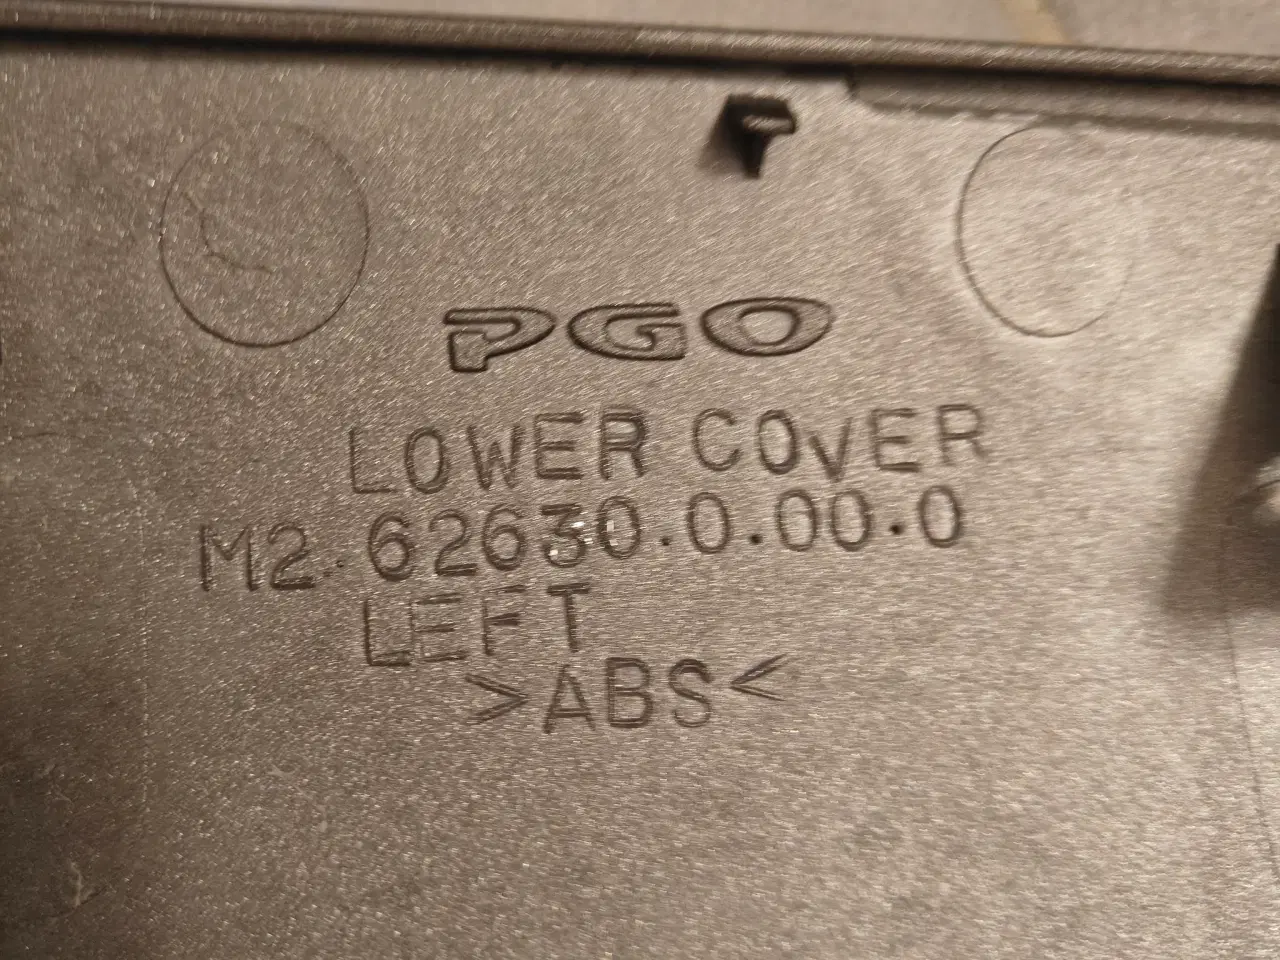 PGO
LOWER COVER
M2.62630.0.00.0
LEFT
>ABS<